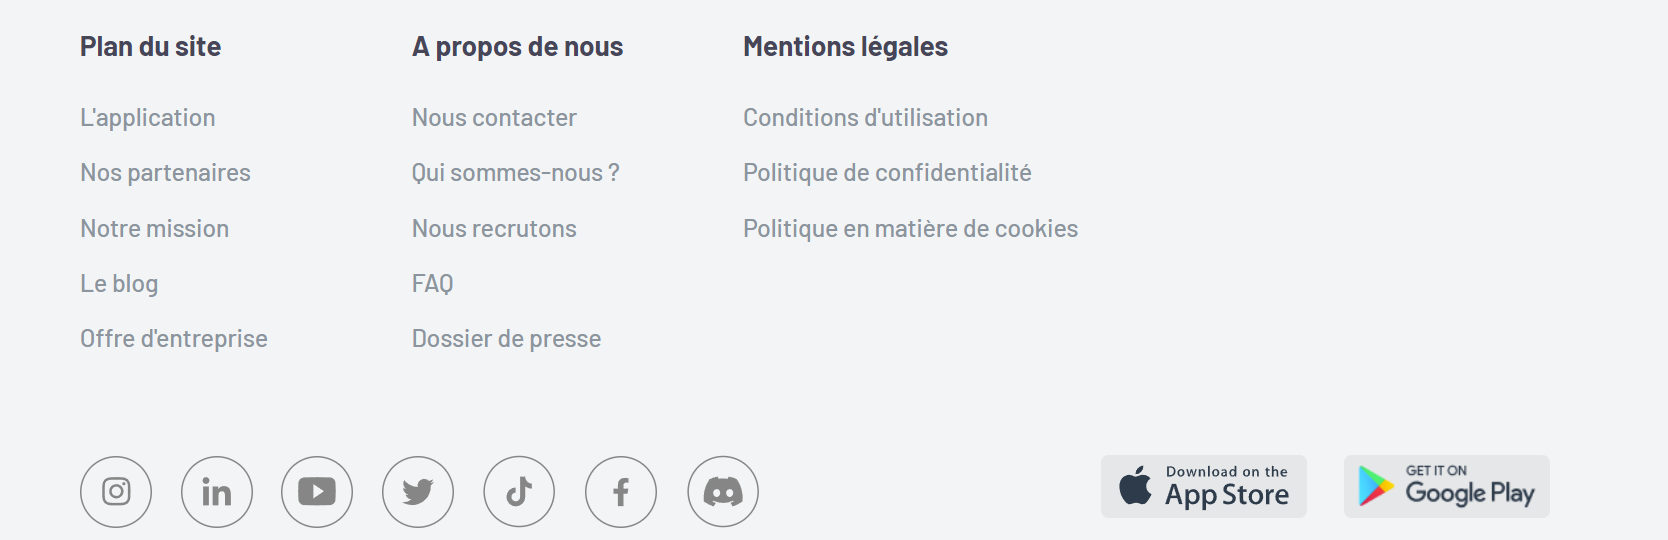 Plan du site
L'application
Nos partenaires
Notre mission
Le blog
Offre d'entreprise
A propos de nous
Nous contacter
Qui sommes-nous ?
Nous recrutons
FAQ
Dossier de presse
Mentions légales
Conditions d'utilisation
Politique de confidentialité
Politique en matière de cookies
in
Download on the
App Store
GET IT ON
Google Play